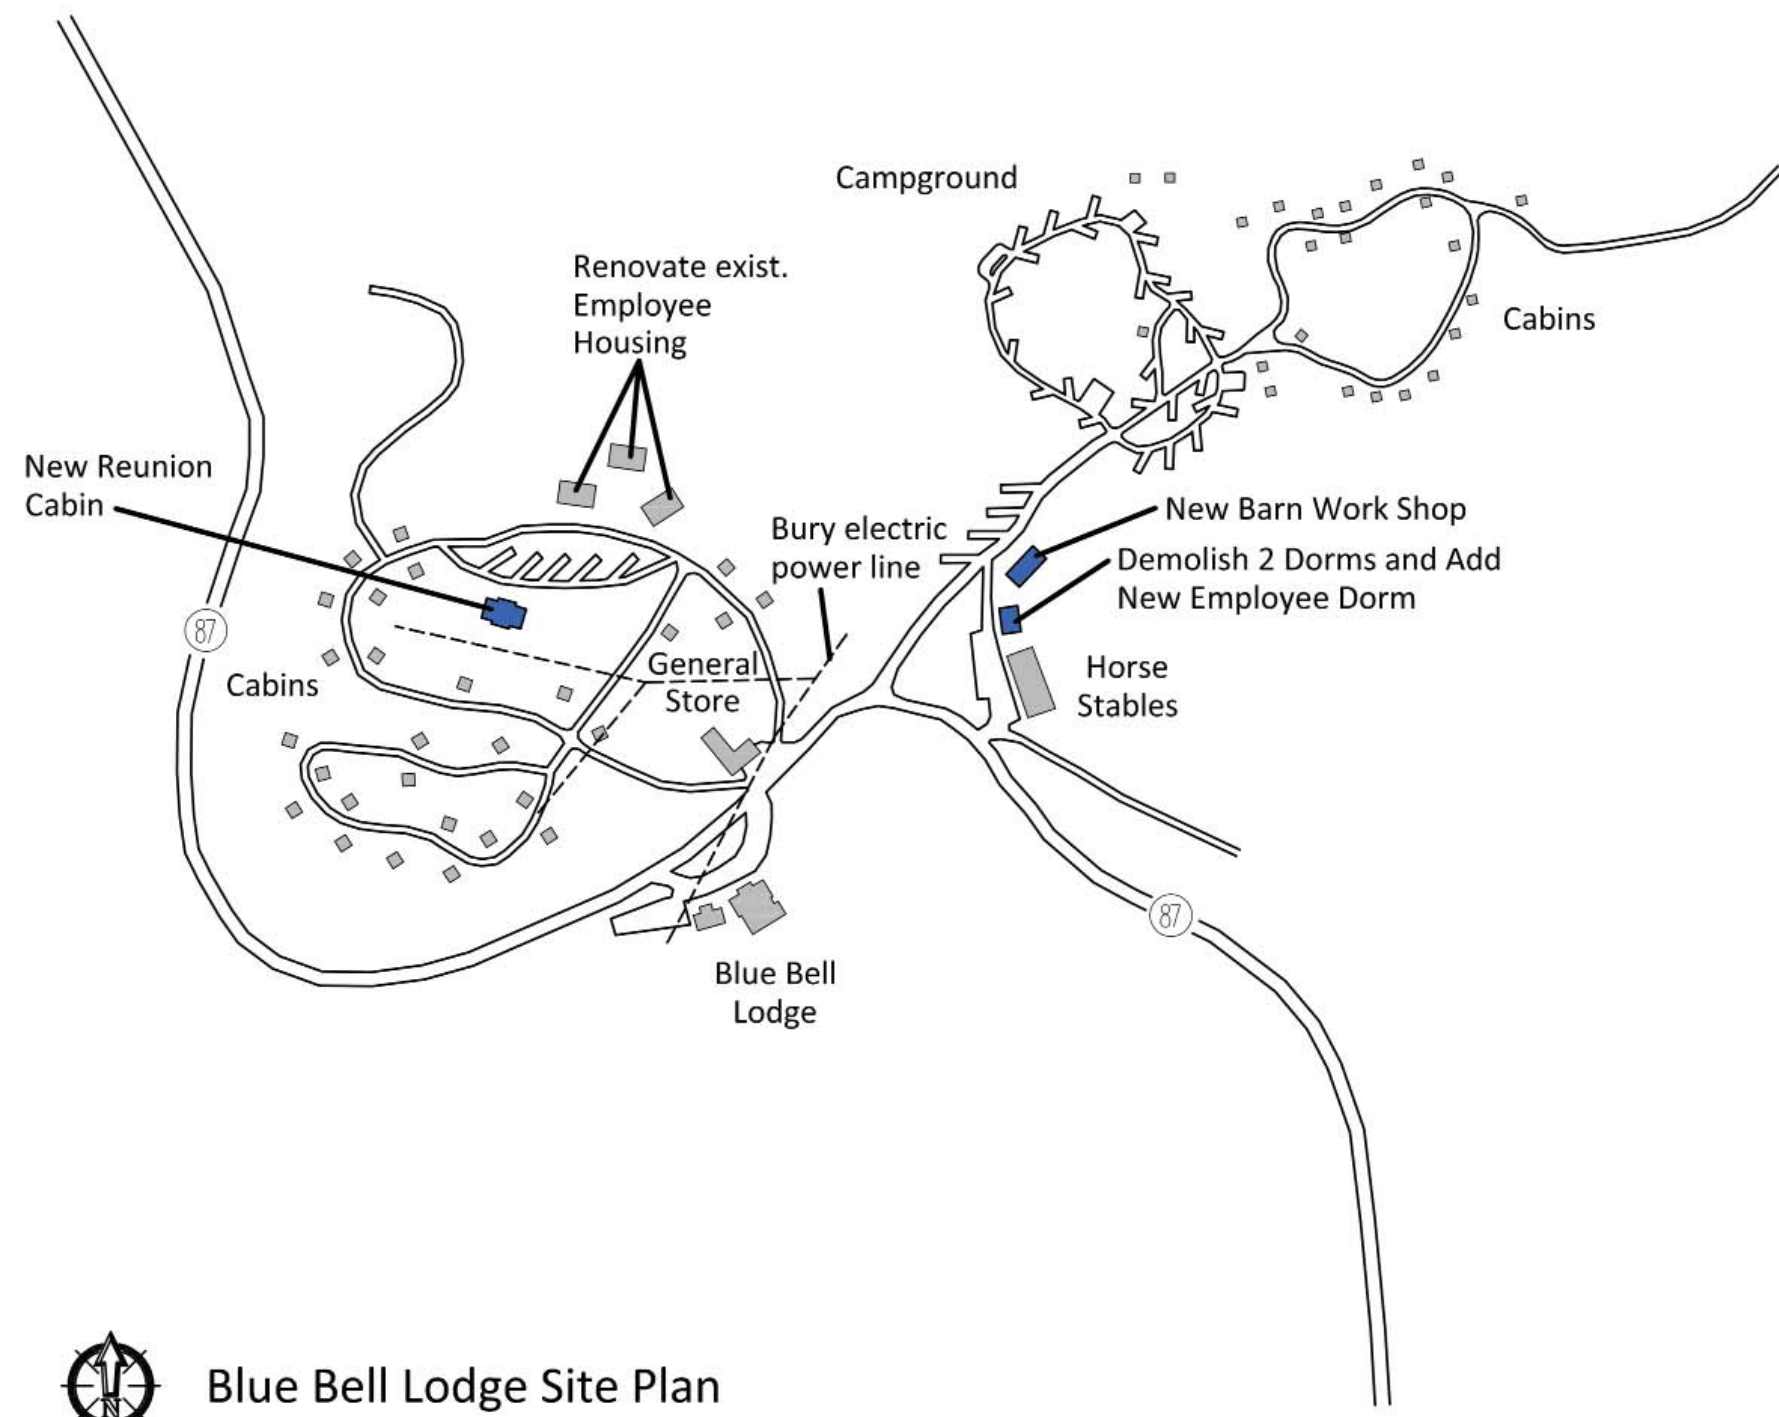 Campground
Renovate exist.
Employee
Housing
Cabins
New Reunion
Cabin
Bury electric
power line
New Barn Work Shop
Demolish 2 Dorms and Add
New Employee Dorm
87
General
Store
Cabins
Horse
Stables
87
Blue Bell
Lodge
N
Blue Bell Lodge Site Plan